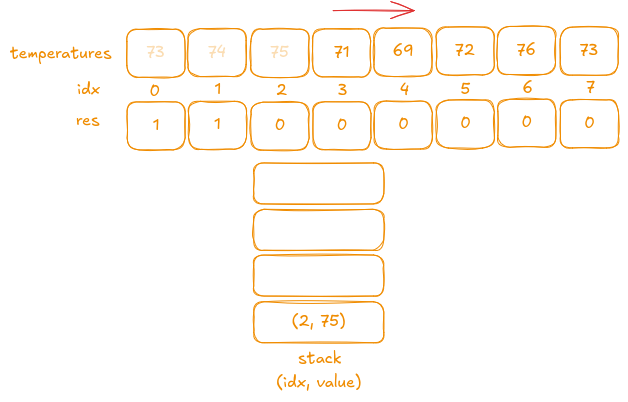 temperatures 73 74 75 71 69 72 76 73
idx 0 1 2 3 4 5 6 7
res 1 1 0 0 0 0 0 0
(2, 75)
stack
(idx, value)